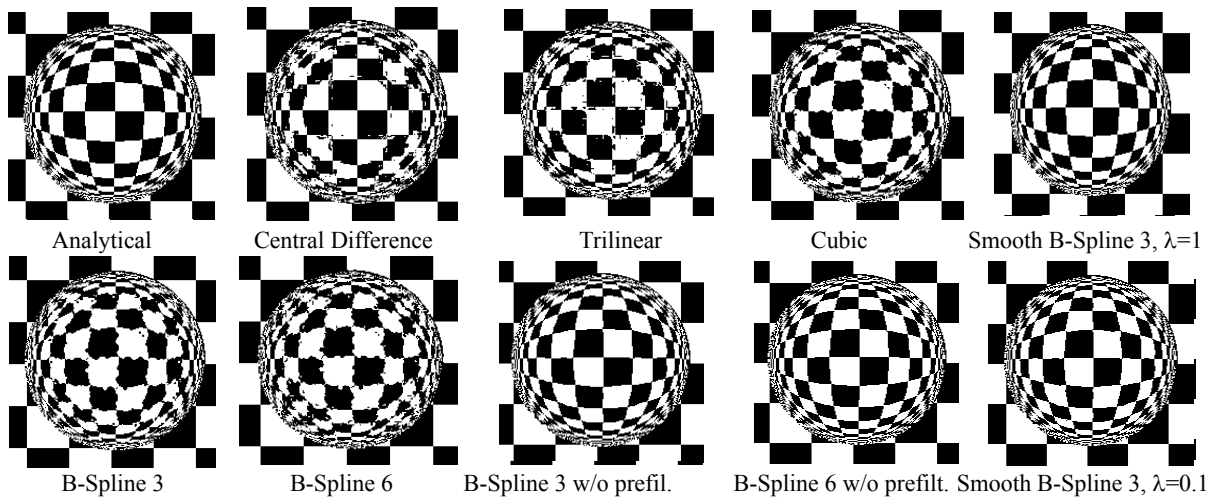 Analytical
Central Difference
Trilinear
Cubic
Smooth B-Spline 3, λ=1
B-Spline 3
B-Spline 6
B-Spline 3 w/o prefil.
B-Spline 6 w/o prefilt.
Smooth B-Spline 3, λ=0.1